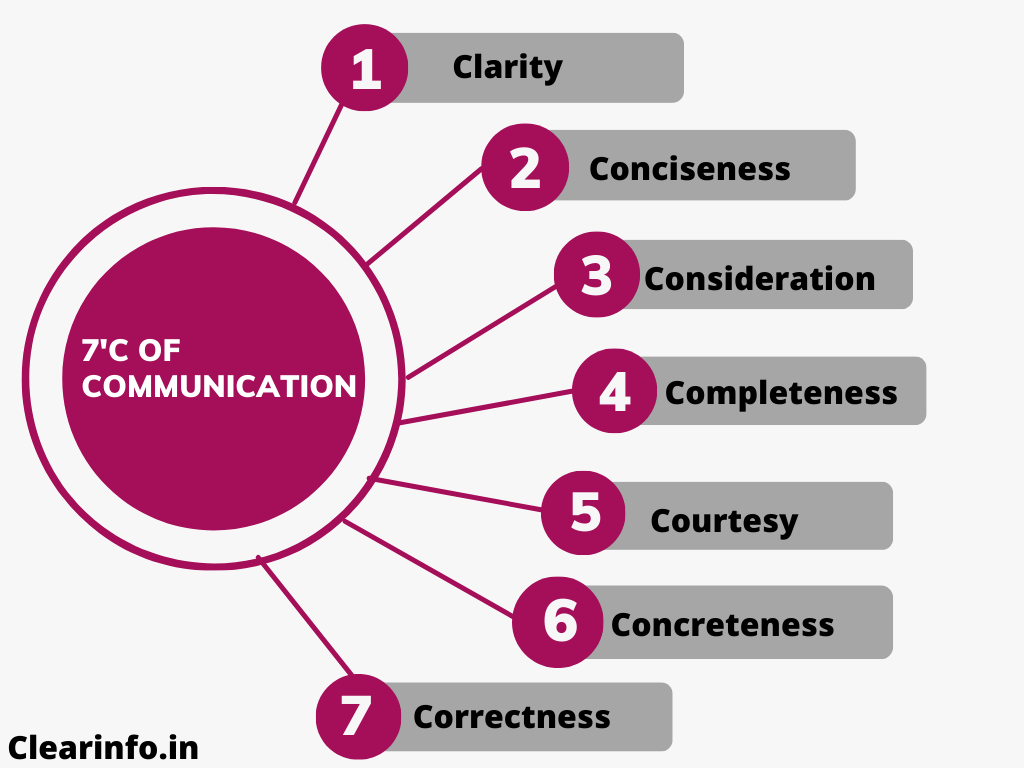 1
Clarity
2
Conciseness
3
Consideration
7'C OF
COMMUNICATION
4
Completeness
5
Courtesy
6
Concreteness
7
Correctness
Clearinfo.in